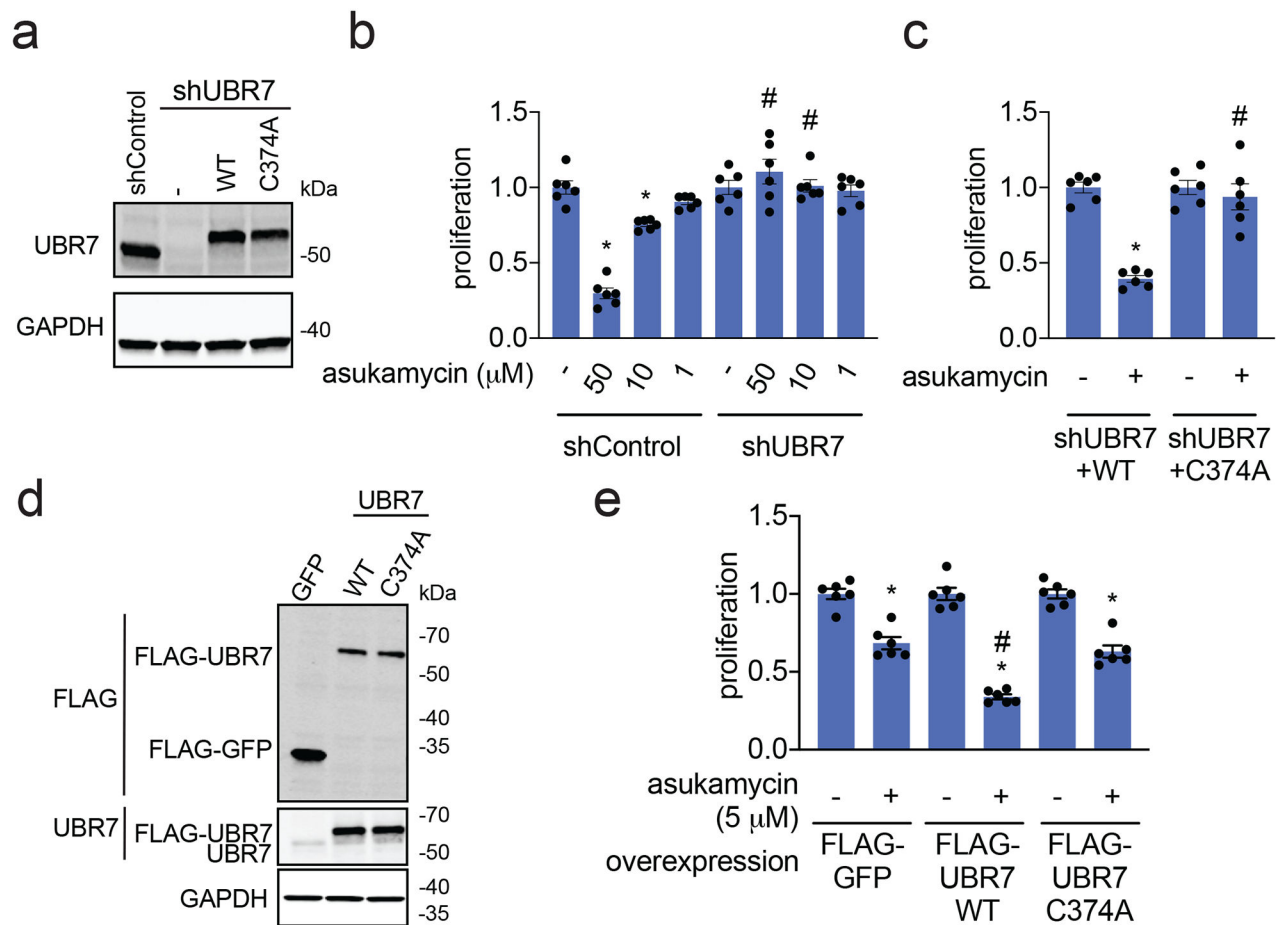 a
shUBR7
shControl
-
WT
C374A
kDa
UBR7
-50
GAPDH
-40
b
proliferation
1.5
1.0
0.5
0.0
*
*
#
#
asukamycin (μM)
- 50 10 1 - 50 10 1
shControl
shUBR7
c
proliferation
1.5
1.0
0.5
0.0
*
#
asukamycin
- + - +
shUBR7
+WT
shUBR7
+C374A
d
UBR7
GFP
WT
C374A
kDa
FLAG
FLAG-UBR7
FLAG-GFP
-70
-50
-40
-35
UBR7
FLAG-UBR7
UBR7
-70
-50
GAPDH
-40
-35
e
proliferation
1.5
1.0
0.5
0.0
*
#
*
*
asukamycin
(5 μM)
- + - + - +
overexpression
FLAG-
GFP
FLAG-
UBR7
WT
FLAG-
UBR7
C374A